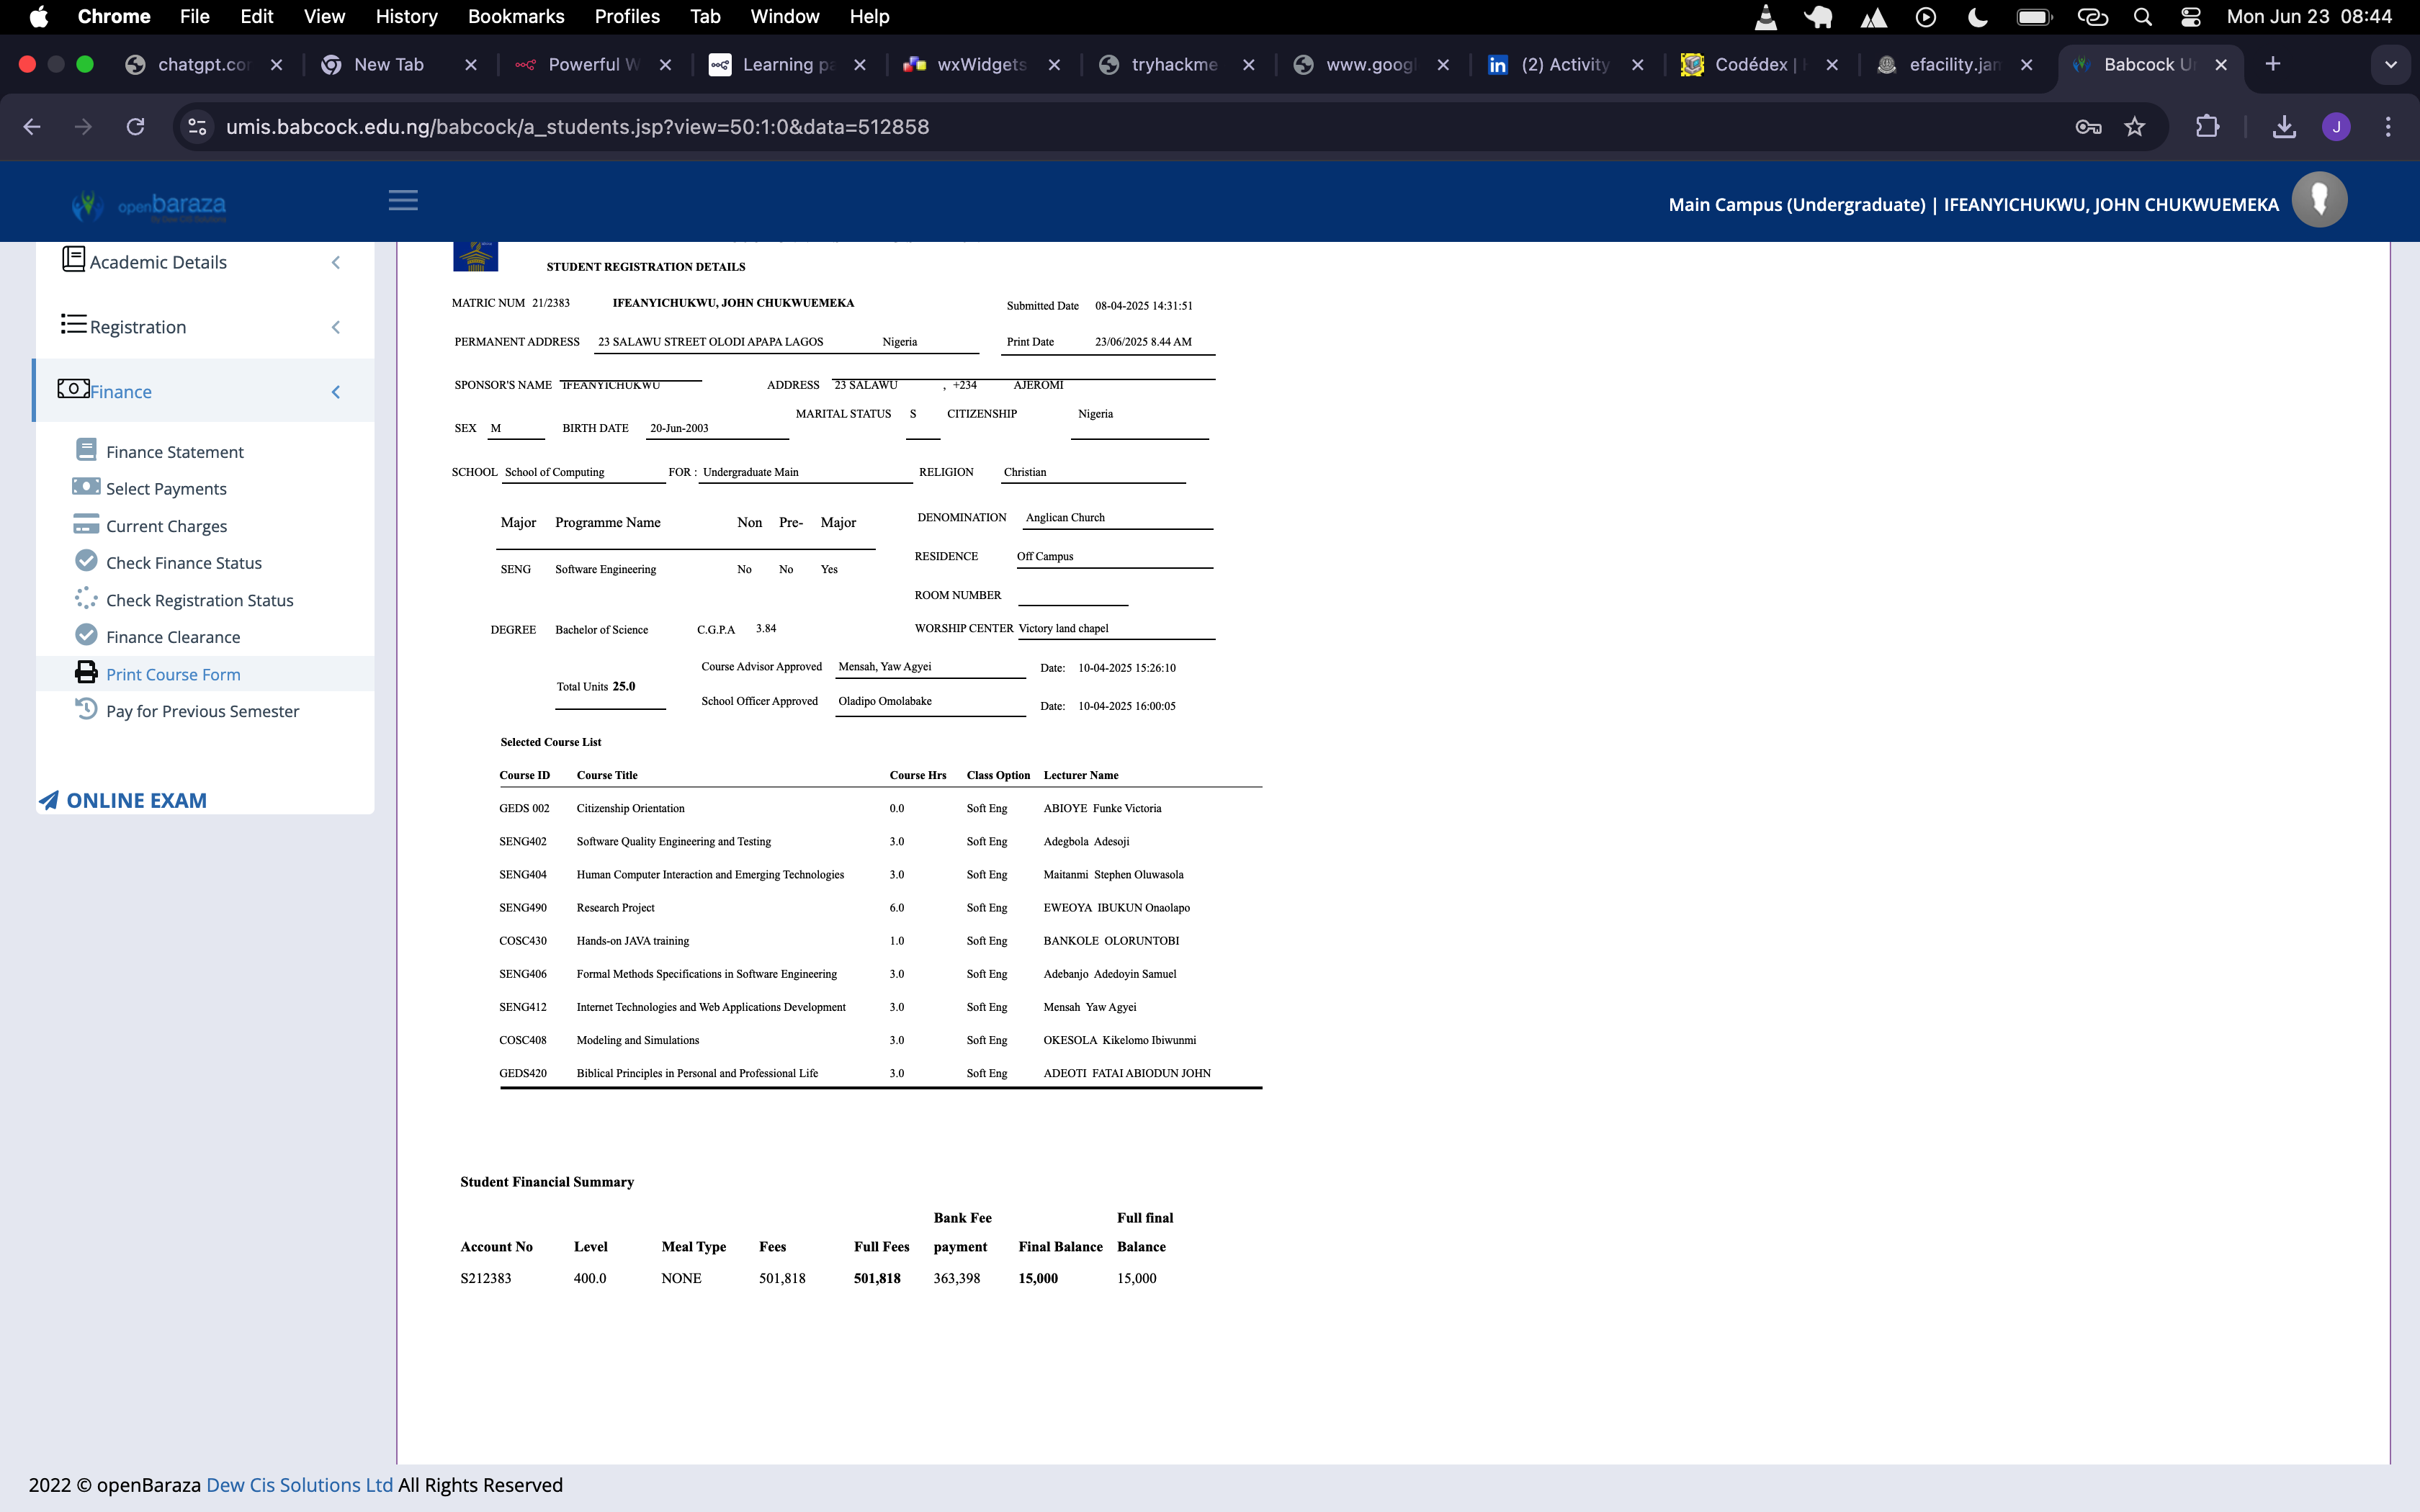 Chrome File Edit View History Bookmarks Profiles Tab Window Help Mon Jun 23 08:44
chatgpt.co New Tab Powerful W Learning pa wxWidgets tryhackme www.goog (2) Activity Codédex | efacility.jam Babcock U
umis.babcock.edu.ng/babcock/a_students.jsp?view=50:1:0&data=512858 J
openbaraza Main Campus (Undergraduate) | IFEANYICHUKWU, JOHN CHUKWUEMEKA
Academic Details
Registration
Finance
Finance Statement
Select Payments
Current Charges
Check Finance Status
Check Registration Status
Finance Clearance
Print Course Form
Pay for Previous Semester
ONLINE EXAM
STUDENT REGISTRATION DETAILS
MATRIC NUM 21/2383 IFEANYICHUKWU, JOHN CHUKWUEMEKA Submitted Date 08-04-2025 14:31:51
PERMANENT ADDRESS 23 SALAWU STREET OLODI APAPA LAGOS Nigeria Print Date 23/06/2025 8.44 AM
SPONSOR'S NAME IFEANYICHUKWU ADDRESS 23 SALAWU , +234 AJEROMI
MARITAL STATUS S CITIZENSHIP Nigeria
SEX M BIRTH DATE 20-Jun-2003
SCHOOL School of Computing FOR : Undergraduate Main RELIGION Christian
Major Programme Name Non Pre- Major DENOMINATION Anglican Church
RESIDENCE Off Campus
SENG Software Engineering No No Yes
ROOM NUMBER
DEGREE Bachelor of Science C.G.P.A 3.84 WORSHIP CENTER Victory land chapel
Course Advisor Approved Mensah, Yaw Agyei Date: 10-04-2025 15:26:10
Total Units 25.0
School Officer Approved Oladipo Omolabake Date: 10-04-2025 16:00:05
Selected Course List
Course ID Course Title Course Hrs Class Option Lecturer Name
GEDS 002 Citizenship Orientation 0.0 Soft Eng ABIOYE Funke Victoria
SENG402 Software Quality Engineering and Testing 3.0 Soft Eng Adegbola Adesoji
SENG404 Human Computer Interaction and Emerging Technologies 3.0 Soft Eng Maitanmi Stephen Oluwasola
SENG490 Research Project 6.0 Soft Eng EWEOYA IBUKUN Onaolapo
COSC430 Hands-on JAVA training 1.0 Soft Eng BANKOLE OLORUNTOBI
SENG406 Formal Methods Specifications in Software Engineering 3.0 Soft Eng Adebanjo Adedoyin Samuel
SENG412 Internet Technologies and Web Applications Development 3.0 Soft Eng Mensah Yaw Agyei
COSC408 Modeling and Simulations 3.0 Soft Eng OKESOLA Kikelomo Ibiwunmi
GEDS420 Biblical Principles in Personal and Professional Life 3.0 Soft Eng ADEOTI FATAI ABIODUN JOHN
Student Financial Summary
Bank Fee Full final
Account No Level Meal Type Fees Full Fees payment Final Balance Balance
S212383 400.0 NONE 501,818 501,818 363,398 15,000 15,000
2022 © openBaraza Dew Cis Solutions Ltd All Rights Reserved